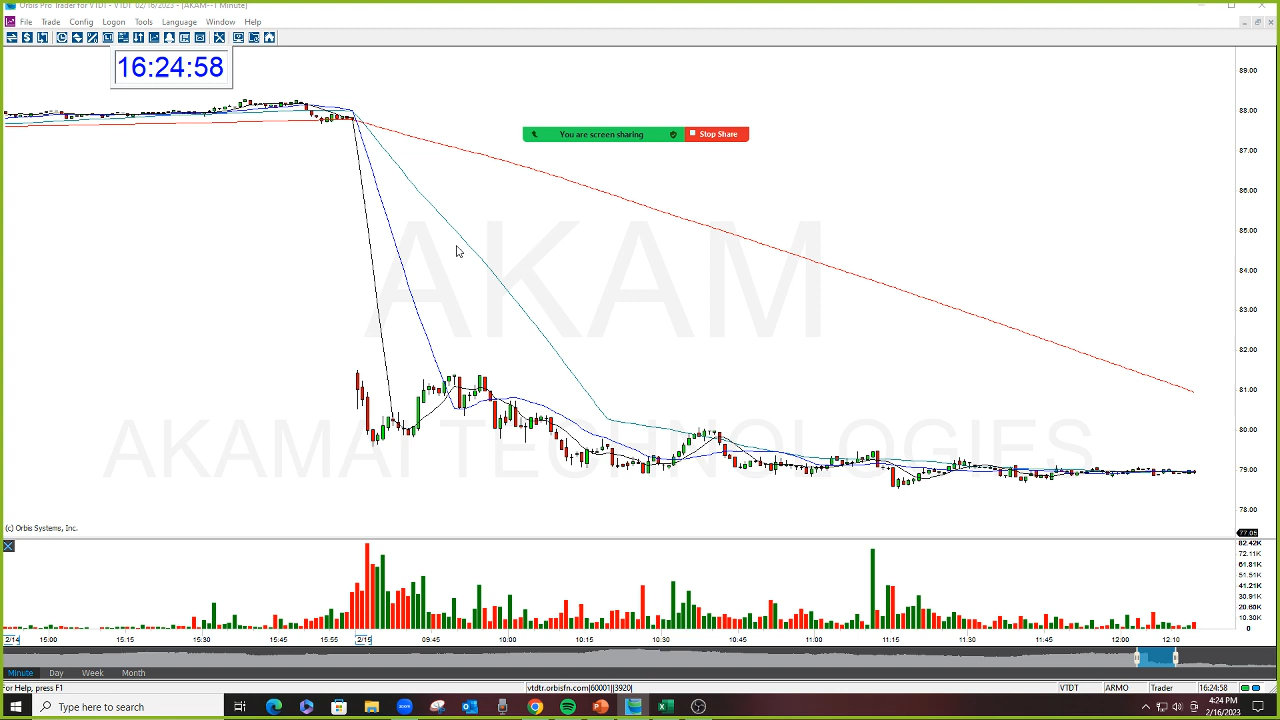 Orbis Pro Trader for VTDT - VTDT 02/16/2023 - [AKAM--1 Minute]
File Trade Config Logon Tools Language Window Help
16:24:58
You are screen sharing Stop Share
89.00
88.00
87.00
86.00
85.00
84.00
83.00
82.00
81.00
80.00
79.00
78.00
77.05
AKAM
AKAMAI TECHNOLOGIES
(c) Orbis Systems, Inc.
82.42K
72.11K
61.81K
51.51K
41.21K
30.91K
20.60K
10.30K
0
2/14 15:00 15:15 15:30 15:45 15:55 2/15 09:45 10:00 10:15 10:30 10:45 11:00 11:15 11:30 11:45 12:00 12:10
Minute Day Week Month
For Help, press F1 vtdtr.orbisfn.com|60001||3920| VTDT ARMO Trader 16:24:58
Type here to search
4:24 PM
2/16/2023